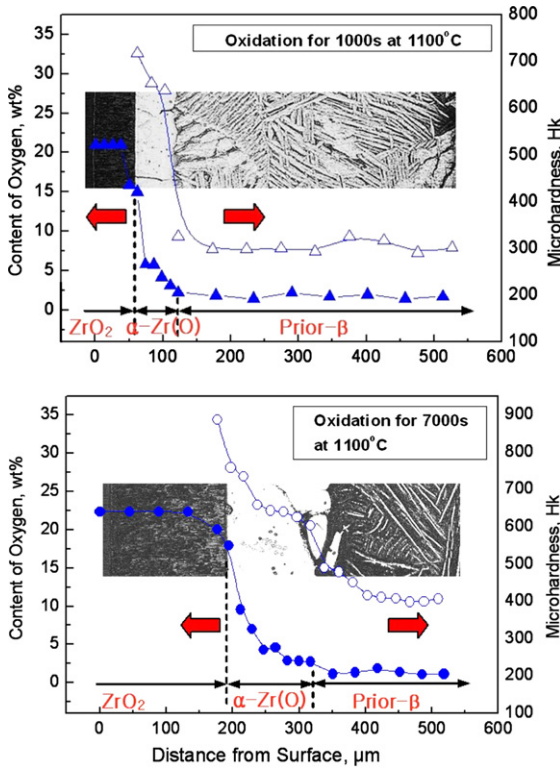 Oxidation for 1000s at 1100°C
Content of Oxygen, wt%
35
30
25
20
15
10
5
0
800
700
600
500
400
300
200
100
Microhardness, Hk
ZrO2 α-Zr(O) Prior-β
0 100 200 300 400 500 600
Oxidation for 7000s
at 1100°C
Content of Oxygen, wt%
35
30
25
20
15
10
5
0
900
800
700
600
500
400
300
200
100
Microhardness, Hk
ZrO2 α-Zr(O) Prior-β
0 100 200 300 400 500 600
Distance from Surface, μm